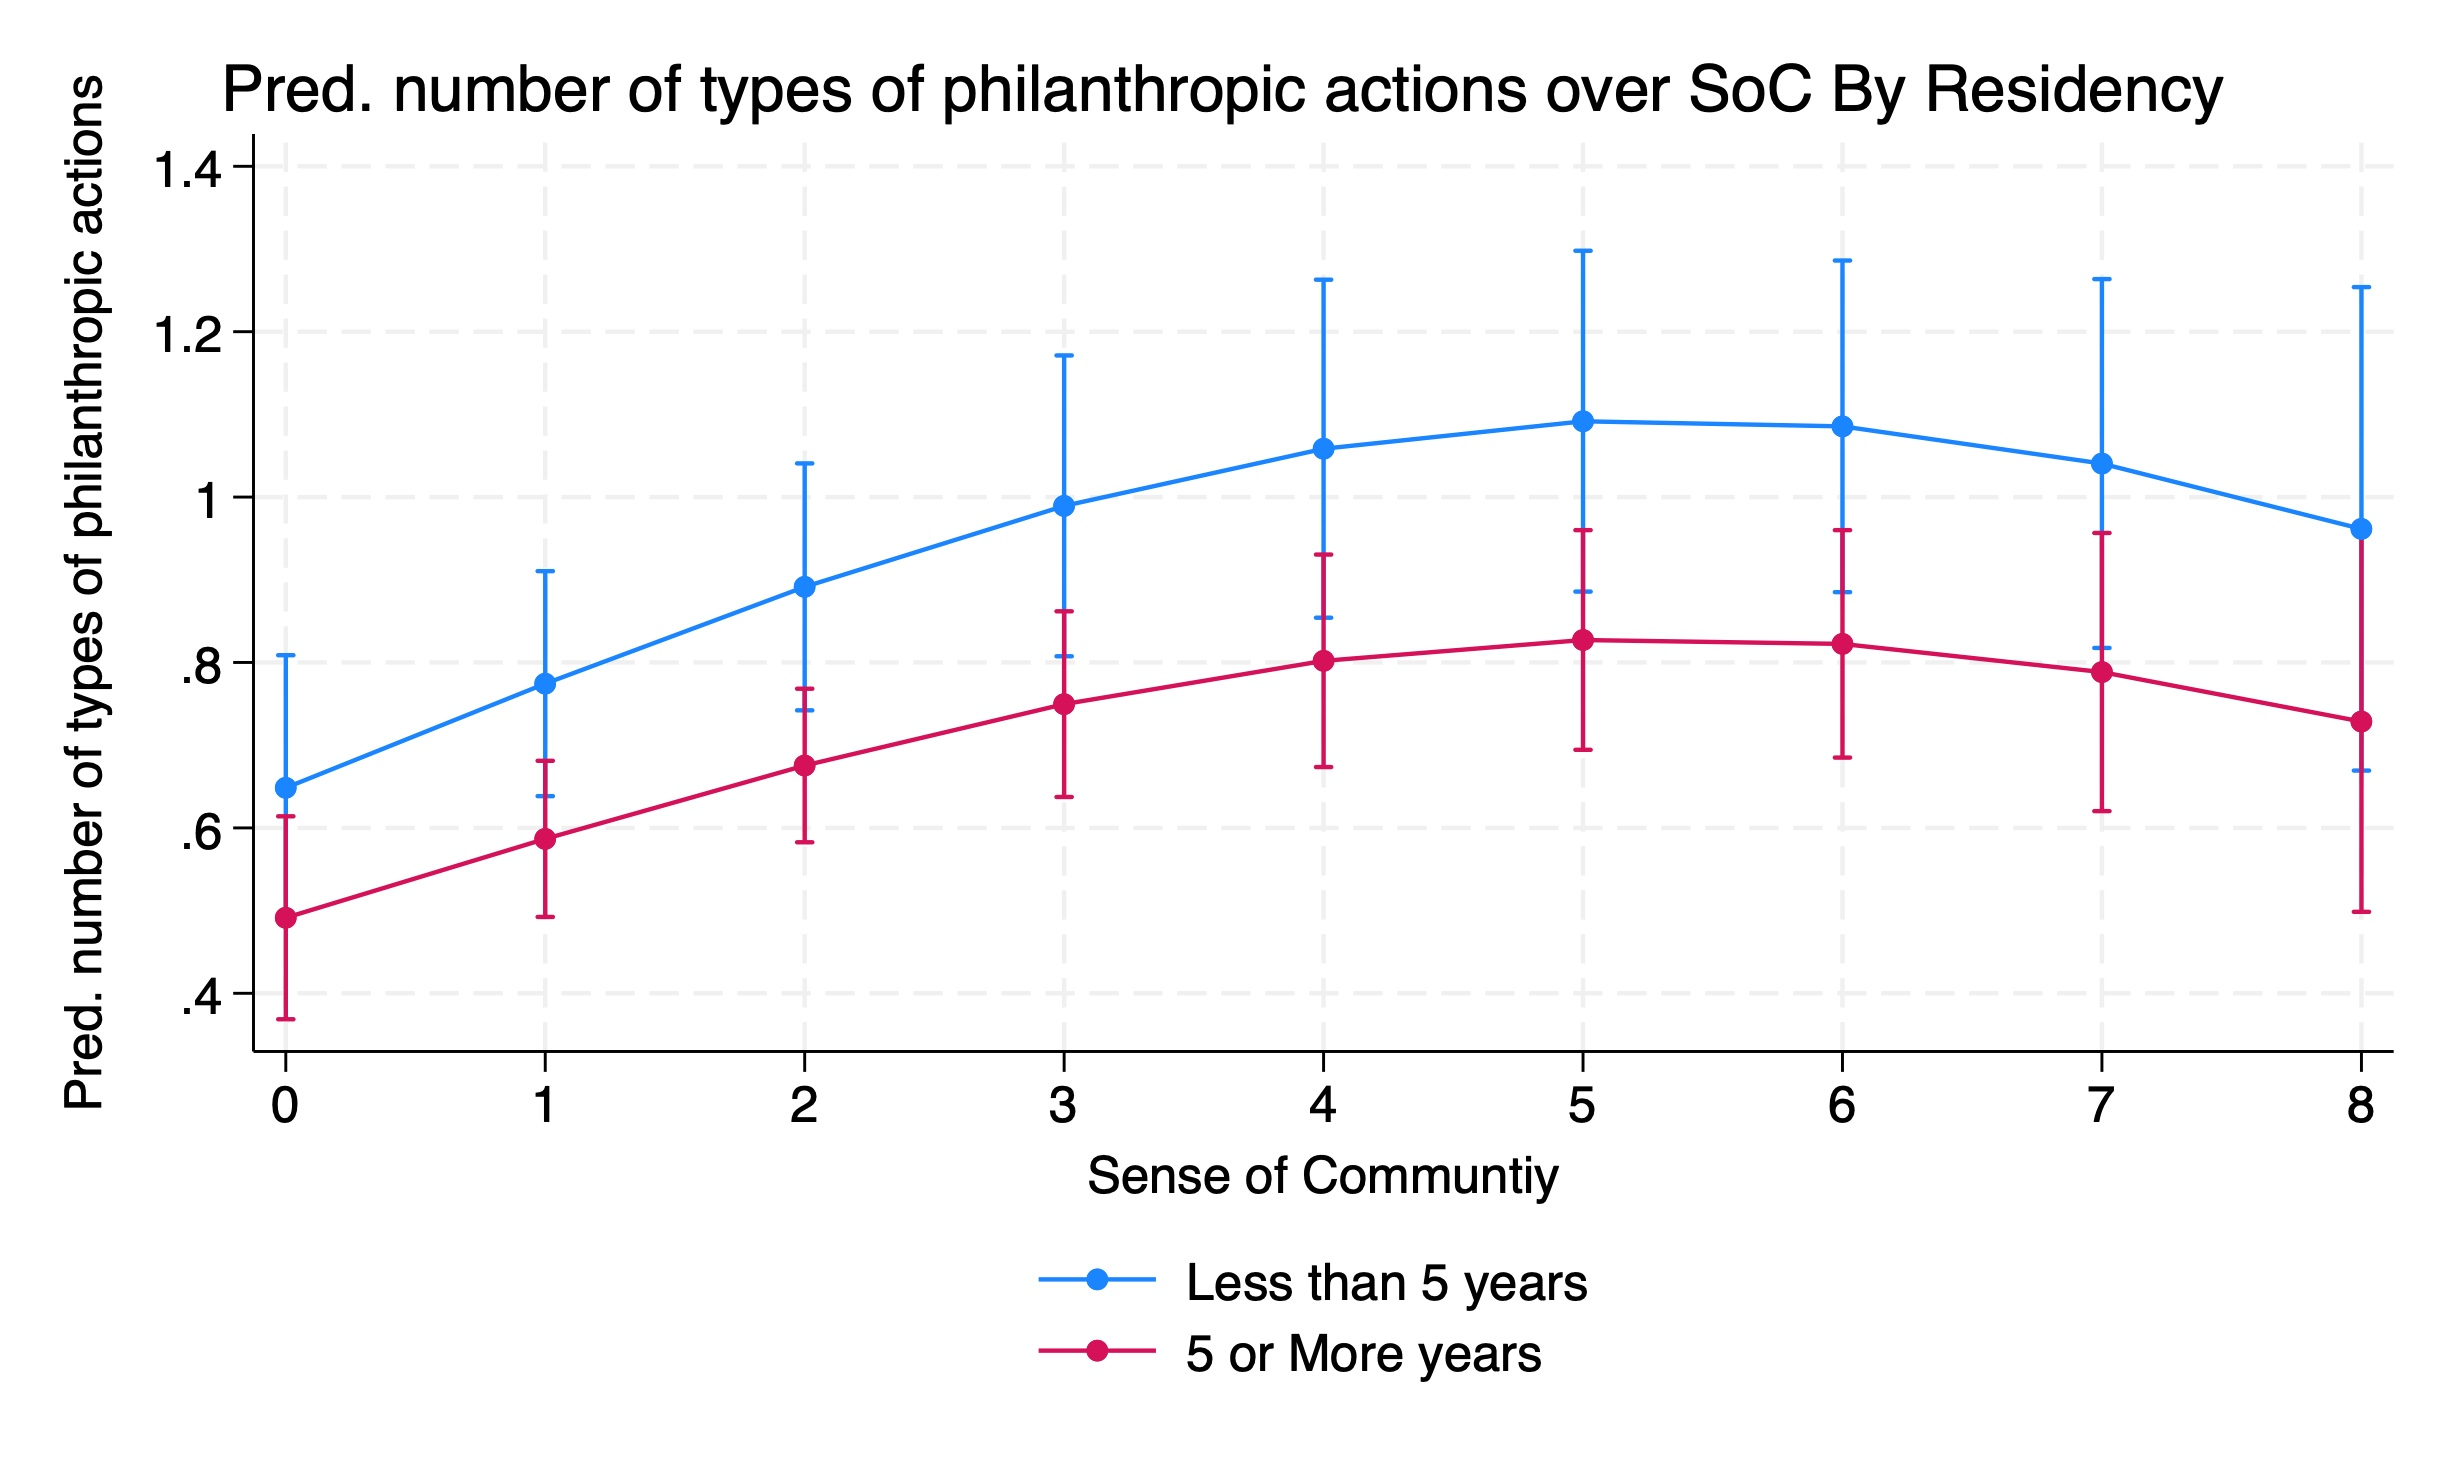 Pred. number of types of philanthropic actions over SoC By Residency
Pred. number of types of philanthropic actions
1.4
1.2
1
.8
.6
.4
0 1 2 3 4 5 6 7 8
Sense of Communtiy
Less than 5 years
5 or More years